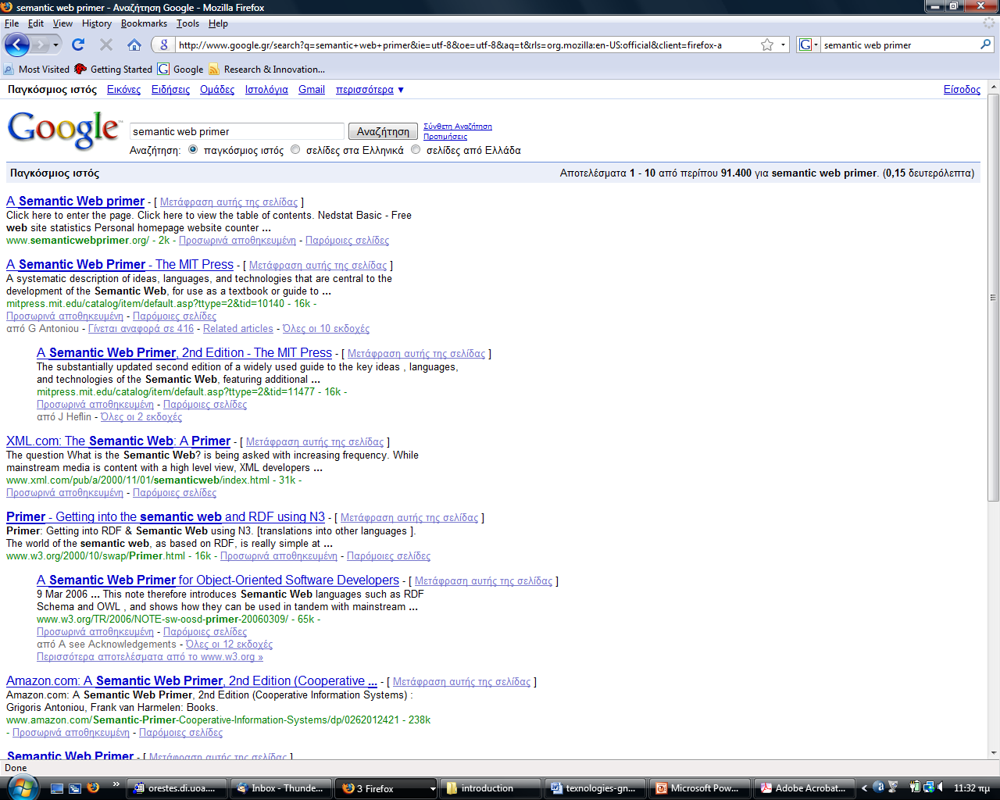 semantic web primer - Αναζήτηση Google - Mozilla Firefox
File Edit View History Bookmarks Tools Help
http://www.google.gr/search?q=semantic+web+primer&ie=utf-8&oe=utf-8&aq=t&rls=org.mozilla:en-US:official&client=firefox-a semantic web primer
Most Visited Getting Started Google Research & Innovation...
Παγκόσμιος ιστός Εικόνες Ειδήσεις Ομάδες Ιστολόγια Gmail περισσότερα ▼ Είσοδος
Google™ semantic web primer Αναζήτηση Σύνθετη Αναζήτηση
Προτιμήσεις
Αναζήτηση: παγκόσμιος ιστός σελίδες στα Ελληνικά σελίδες από Ελλάδα
Παγκόσμιος ιστός Αποτελέσματα 1 - 10 από περίπου 91.400 για semantic web primer. (0,15 δευτερόλεπτα)
A Semantic Web primer - [ Μετάφραση αυτής της σελίδας ]
Click here to enter the page. Click here to view the table of contents. Nedstat Basic - Free
web site statistics Personal homepage website counter ...
www.semanticwebprimer.org/ - 2k - Προσωρινά αποθηκευμένη - Παρόμοιες σελίδες
A Semantic Web Primer - The MIT Press - [ Μετάφραση αυτής της σελίδας ]
A systematic description of ideas, languages, and technologies that are central to the
development of the Semantic Web, for use as a textbook or guide to ...
mitpress.mit.edu/catalog/item/default.asp?ttype=2&tid=10140 - 16k -
Προσωρινά αποθηκευμένη - Παρόμοιες σελίδες
από G Antoniou - Γίνεται αναφορά σε 416 - Related articles - Όλες οι 10 εκδοχές
A Semantic Web Primer, 2nd Edition - The MIT Press - [ Μετάφραση αυτής της σελίδας ]
The substantially updated second edition of a widely used guide to the key ideas , languages,
and technologies of the Semantic Web, featuring additional ...
mitpress.mit.edu/catalog/item/default.asp?ttype=2&tid=11477 - 16k -
Προσωρινά αποθηκευμένη - Παρόμοιες σελίδες
από J Heflin - Όλες οι 2 εκδοχές
XML.com: The Semantic Web: A Primer - [ Μετάφραση αυτής της σελίδας ]
The question What is the Semantic Web? is being asked with increasing frequency. While
mainstream media is content with a high level view, XML developers ...
www.xml.com/pub/a/2000/11/01/semanticweb/index.html - 31k -
Προσωρινά αποθηκευμένη - Παρόμοιες σελίδες
Primer - Getting into the semantic web and RDF using N3 - [ Μετάφραση αυτής της σελίδας ]
Primer: Getting into RDF & Semantic Web using N3. [translations into other languages ].
The world of the semantic web, as based on RDF, is really simple at ...
www.w3.org/2000/10/swap/Primer.html - 16k - Προσωρινά αποθηκευμένη - Παρόμοιες σελίδες
A Semantic Web Primer for Object-Oriented Software Developers - [ Μετάφραση αυτής της σελίδας ]
9 Mar 2006 ... This note therefore introduces Semantic Web languages such as RDF
Schema and OWL , and shows how they can be used in tandem with mainstream ...
www.w3.org/TR/2006/NOTE-sw-oosd-primer-20060309/ - 65k -
Προσωρινά αποθηκευμένη - Παρόμοιες σελίδες
από A see Acknowledgements - Όλες οι 12 εκδοχές
Περισσότερα αποτελέσματα από το www.w3.org »
Amazon.com: A Semantic Web Primer, 2nd Edition (Cooperative ... - [ Μετάφραση αυτής της σελίδας ]
Amazon.com: A Semantic Web Primer, 2nd Edition (Cooperative Information Systems) :
Grigoris Antoniou, Frank van Harmelen: Books.
www.amazon.com/Semantic-Primer-Cooperative-Information-Systems/dp/0262012421 - 238k
- Προσωρινά αποθηκευμένη - Παρόμοιες σελίδες
Semantic Web Primer - [ Μετάφραση αυτής της σελίδας ]
Done
orestes.di.uoa.... Inbox - Thunde... 3 Firefox introduction texnologies-gn... Microsoft Pow... Adobe Acrobat... 11:32 πμ